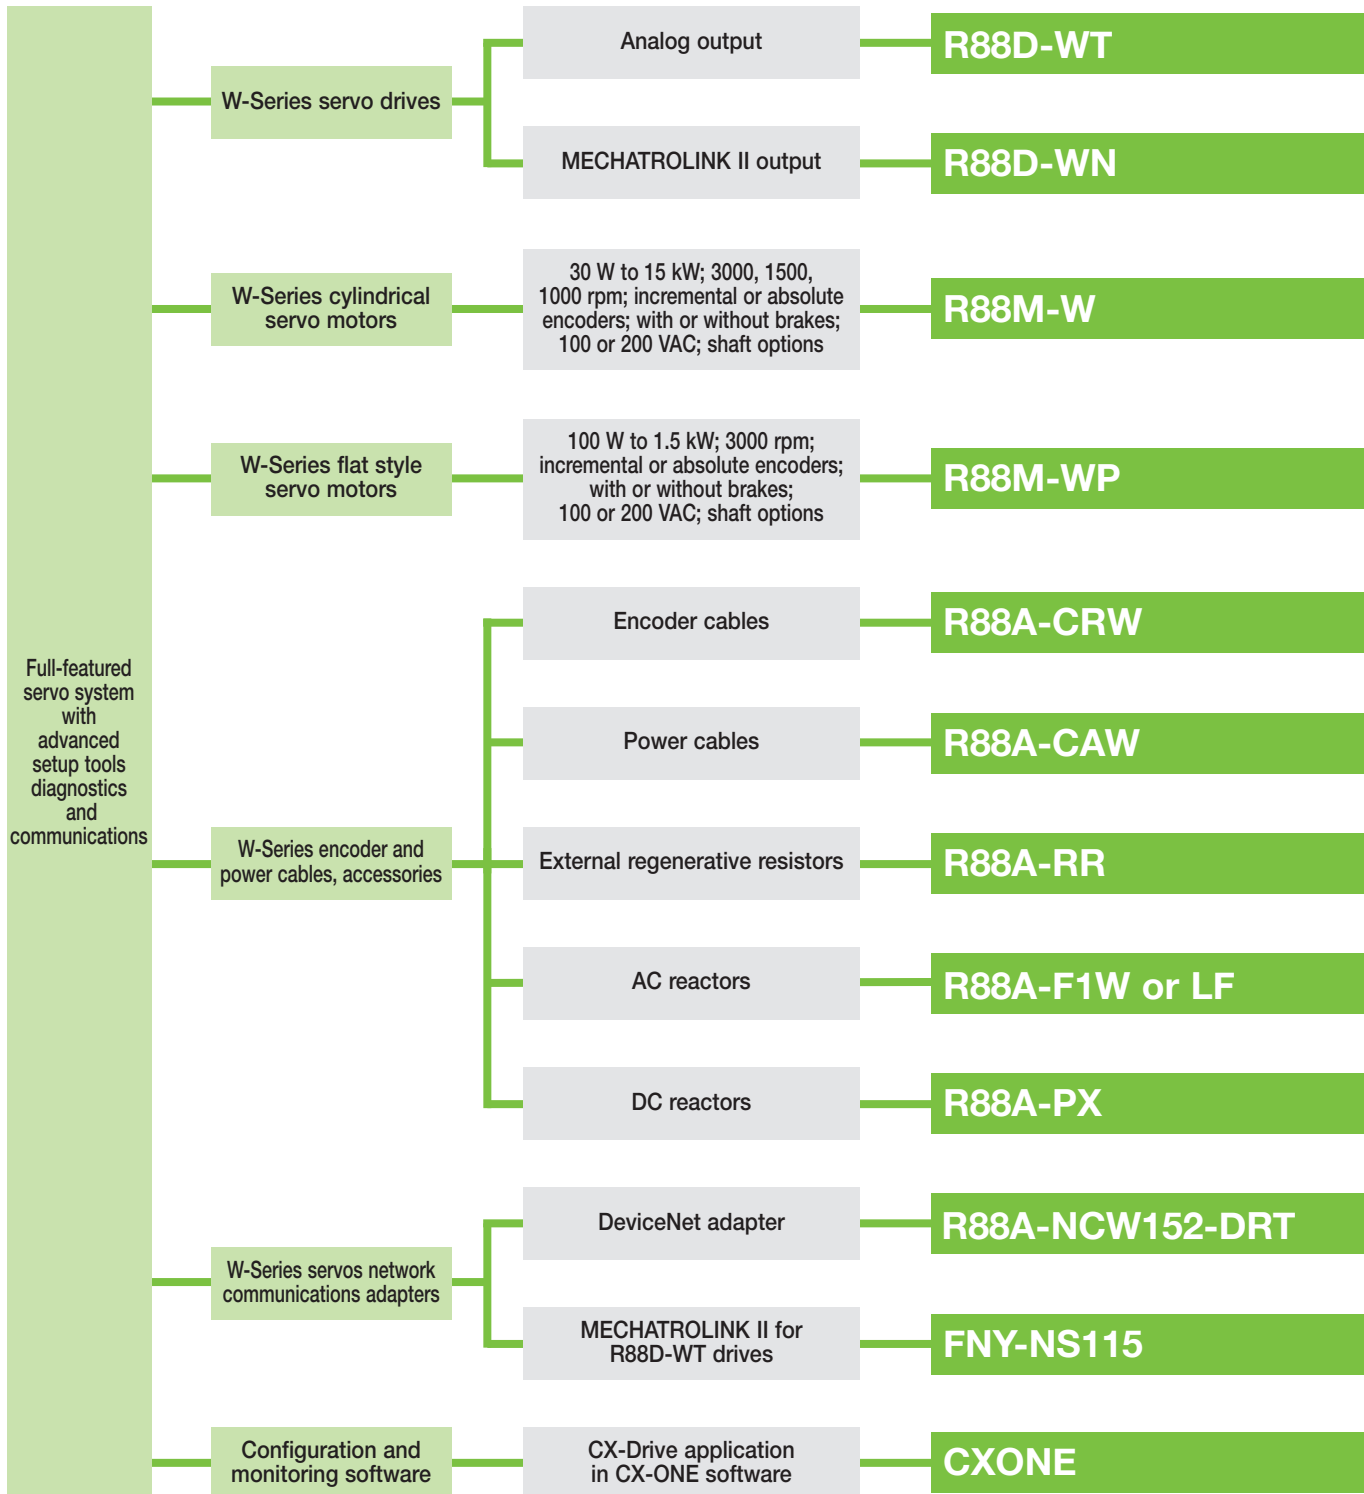 Full-featured
servo system
with
advanced
setup tools
diagnostics
and
communications
W-Series servo drives
Analog output
R88D-WT
MECHATROLINK II output
R88D-WN
W-Series cylindrical
servo motors
30 W to 15 kW; 3000, 1500,
1000 rpm; incremental or absolute
encoders; with or without brakes;
100 or 200 VAC; shaft options
R88M-W
W-Series flat style
servo motors
100 W to 1.5 kW; 3000 rpm;
incremental or absolute encoders;
with or without brakes;
100 or 200 VAC; shaft options
R88M-WP
W-Series encoder and
power cables, accessories
Encoder cables
R88A-CRW
Power cables
R88A-CAW
External regenerative resistors
R88A-RR
AC reactors
R88A-F1W or LF
DC reactors
R88A-PX
W-Series servos network
communications adapters
DeviceNet adapter
R88A-NCW152-DRT
MECHATROLINK II for
R88D-WT drives
FNY-NS115
Configuration and
monitoring software
CX-Drive application
in CX-ONE software
CXONE